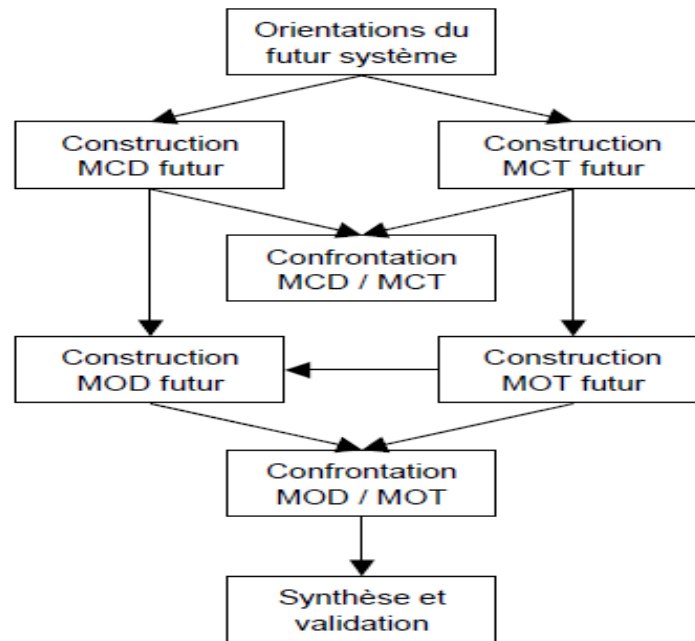 Orientations du
futur système
Construction
MCD futur
Construction
MCT futur
Confrontation
MCD / MCT
Construction
MOD futur
Construction
MOT futur
Confrontation
MOD / MOT
Synthèse et
validation